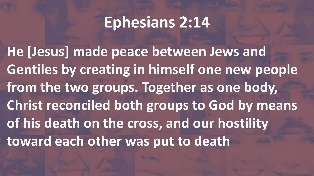 Ephesians 2:14
He [Jesus] made peace between Jews and
Gentiles by creating in himself one new people
from the two groups. Together as one body,
Christ reconciled both groups to God by means
of his death on the cross, and our hostility
toward each other was put to death